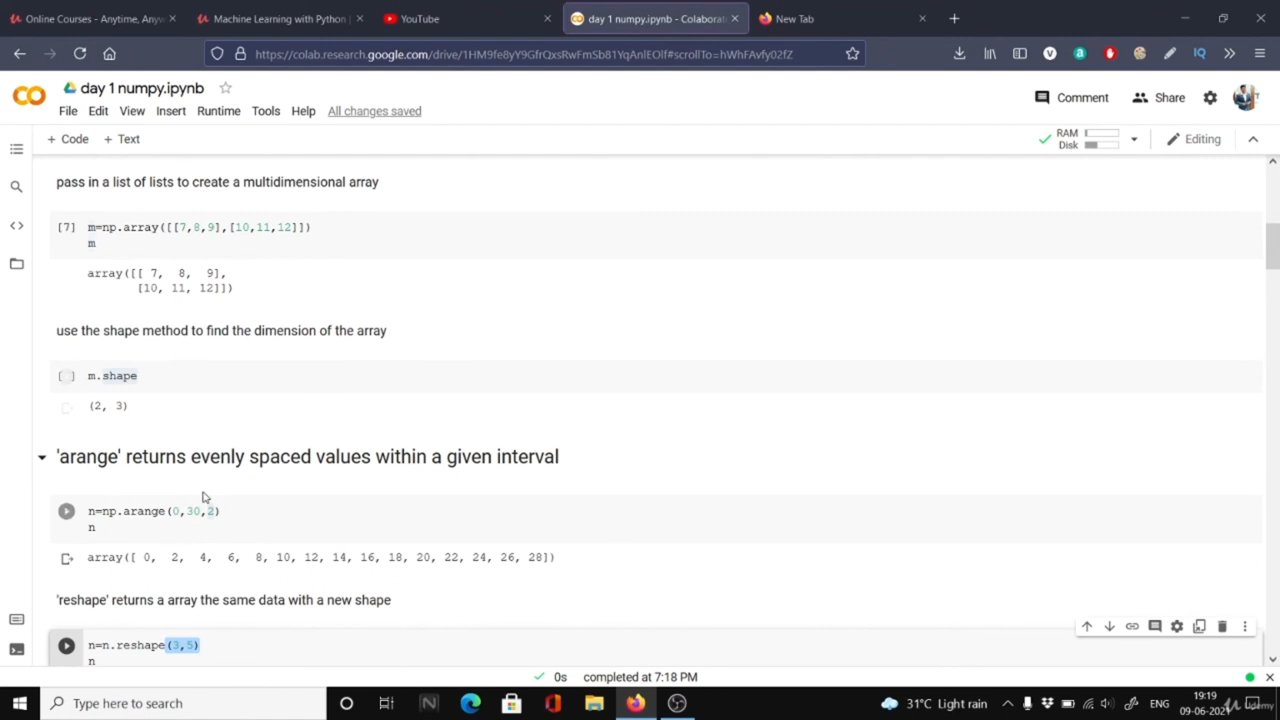 Online Courses - Anytime, Anyw
Machine Learning with Python |
YouTube
day 1 numpy.ipynb - Colaborat
New Tab
https://colab.research.google.com/drive/1HM9fe8yY9GfrQxsRwFmSb81YqAnlEOlf#scrollTo=hWhFAvfy02fZ
day 1 numpy.ipynb
File Edit View Insert Runtime Tools Help All changes saved
Comment Share
+ Code + Text
RAM
Disk
Editing
pass in a list of lists to create a multidimensional array
[7] m=np.array([[7,8,9],[10,11,12]])
m
array([[ 7, 8, 9],
[10, 11, 12]])
use the shape method to find the dimension of the array
[ ] m.shape
(2, 3)
'arange' returns evenly spaced values within a given interval
n=np.arange(0,30,2)
n
array([ 0, 2, 4, 6, 8, 10, 12, 14, 16, 18, 20, 22, 24, 26, 28])
'reshape' returns a array the same data with a new shape
n=n.reshape(3,5)
n
0s completed at 7:18 PM
Type here to search
31°C Light rain
ENG
19:19
09-06-2021
Udemy